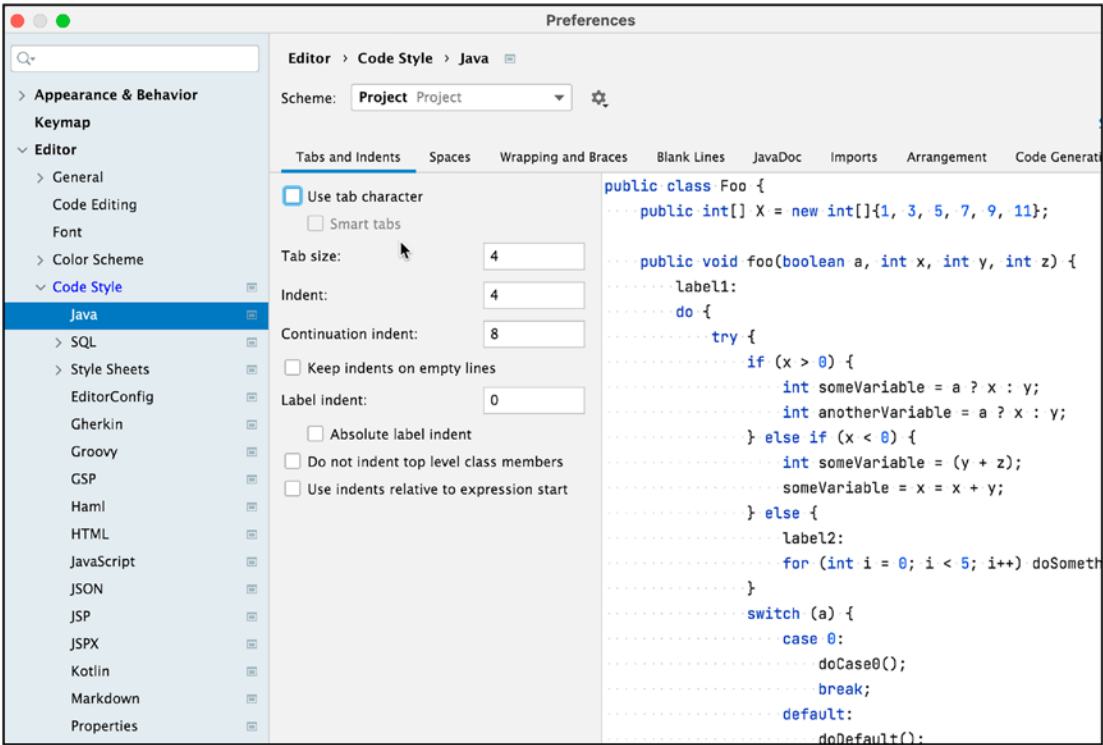 Preferences
Appearance & Behavior
Keymap
Editor
General
Code Editing
Font
Color Scheme
Code Style
Java
SQL
Style Sheets
EditorConfig
Gherkin
Groovy
GSP
Haml
HTML
JavaScript
JSON
JSP
JSPX
Kotlin
Markdown
Properties
Editor › Code Style › Java
Scheme: Project Project
Tabs and Indents Spaces Wrapping and Braces Blank Lines JavaDoc Imports Arrangement Code Generati
Use tab character
Smart tabs
Tab size: 4
Indent: 4
Continuation indent: 8
Keep indents on empty lines
Label indent: 0
Absolute label indent
Do not indent top level class members
Use indents relative to expression start
public class Foo {
    public int[] X = new int[]{1, 3, 5, 7, 9, 11};
    public void foo(boolean a, int x, int y, int z) {
        label1:
        do {
            try {
                if (x > 0) {
                    int someVariable = a ? x : y;
                    int anotherVariable = a ? x : y;
                } else if (x < 0) {
                    int someVariable = (y + z);
                    someVariable = x = x + y;
                } else {
                    label2:
                    for (int i = 0; i < 5; i++) doSometh
                }
                switch (a) {
                    case 0:
                        doCase0();
                        break;
                    default:
                        doDefault();